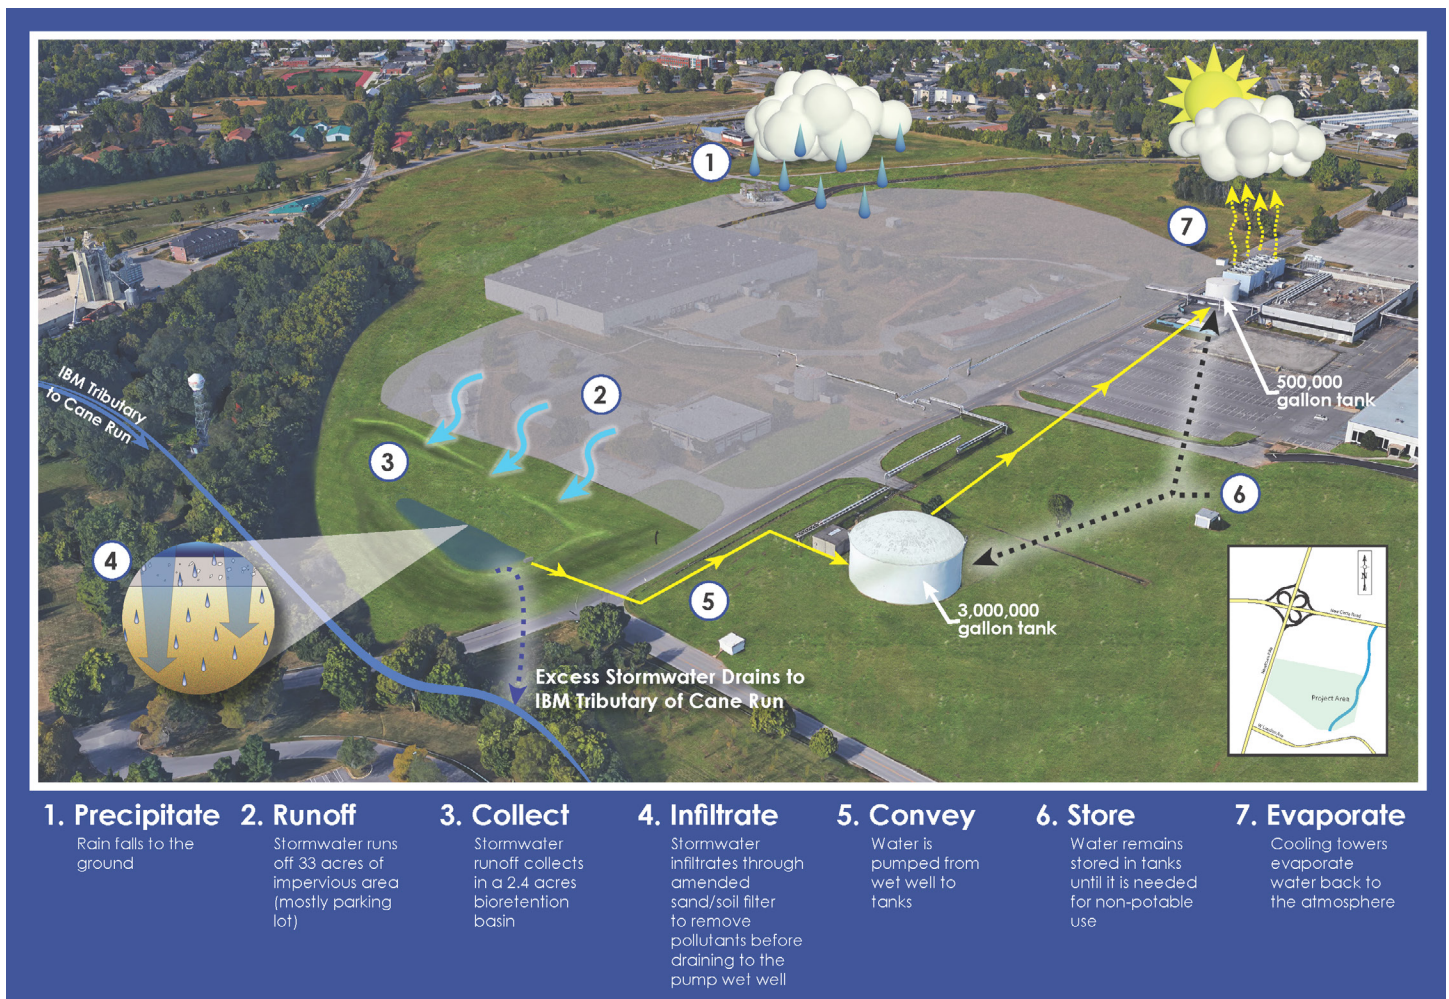 1
7
IBM Tributary
to Cane Run
2
500,000
gallon tank
3
6
4
5
3,000,000
gallon tank
Excess Stormwater Drains to
IBM Tributary of Cane Run
N
New Circle Road
Project Area
1. Precipitate
Rain falls to the
ground
2. Runoff
Stormwater runs
off 33 acres of
impervious area
(mostly parking
lot)
3. Collect
Stormwater
runoff collects
in a 2.4 acres
bioretention
basin
4. Infiltrate
Stormwater
infiltrates through
amended
sand/soil filter
to remove
pollutants before
draining to the
pump wet well
5. Convey
Water is
pumped from
wet well to
tanks
6. Store
Water remains
stored in tanks
until it is needed
for non-potable
use
7. Evaporate
Cooling towers
evaporate
water back to
the atmosphere